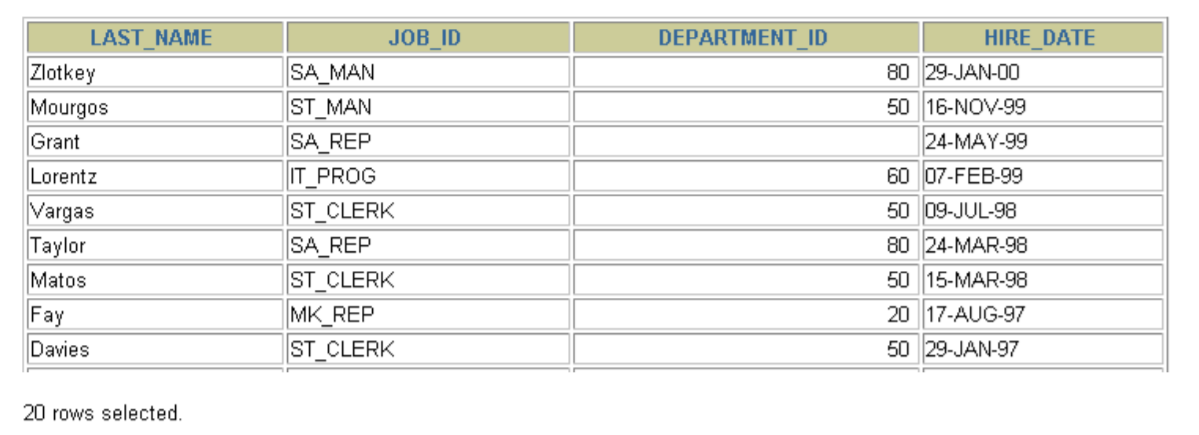 LAST_NAME JOB_ID DEPARTMENT_ID HIRE_DATE
Zlotkey SA_MAN 80 29-JAN-00
Mourgos ST_MAN 50 16-NOV-99
Grant SA_REP 24-MAY-99
Lorentz IT_PROG 60 07-FEB-99
Vargas ST_CLERK 50 09-JUL-98
Taylor SA_REP 80 24-MAR-98
Matos ST_CLERK 50 15-MAR-98
Fay MK_REP 20 17-AUG-97
Davies ST_CLERK 50 29-JAN-97
20 rows selected.